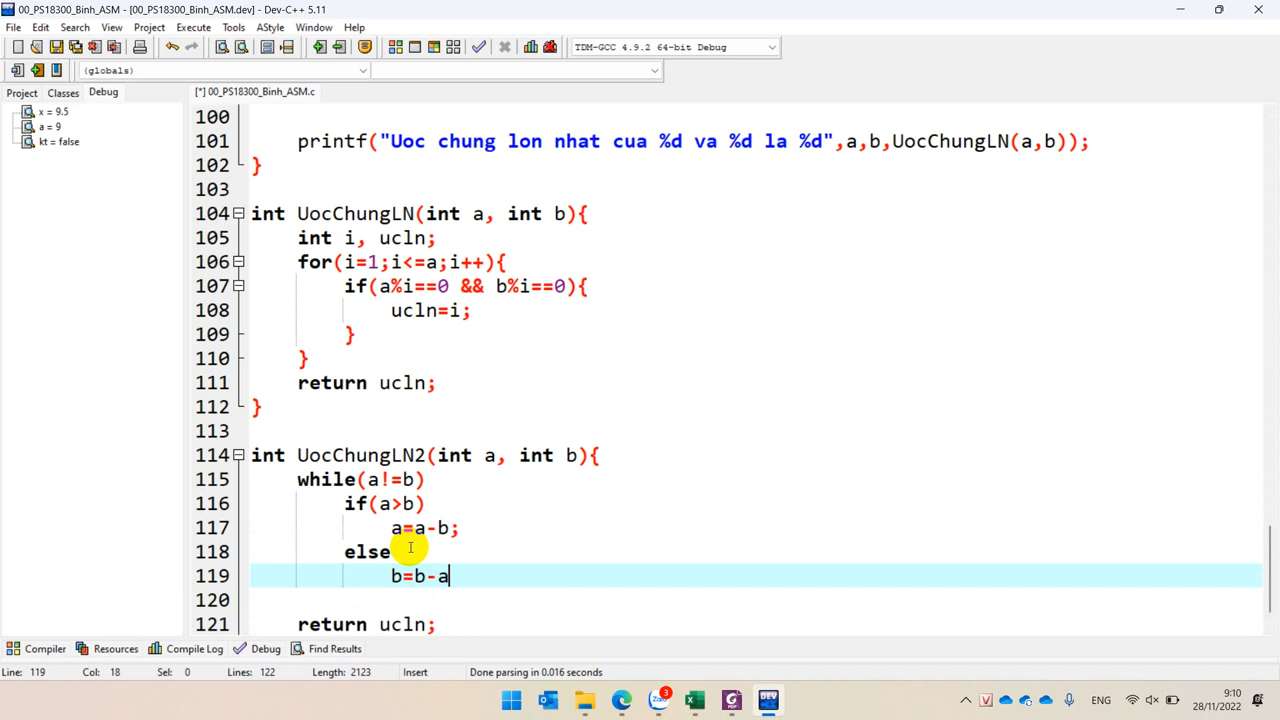 00_PS18300_Binh_ASM - [00_PS18300_Binh_ASM.dev] - Dev-C++ 5.11
File Edit Search View Project Execute Tools AStyle Window Help
TDM-GCC 4.9.2 64-bit Debug
(globals)
Project Classes Debug
[*] 00_PS18300_Binh_ASM.c
x = 9.5
a = 9
kt = false
100
101 printf("Uoc chung lon nhat cua %d va %d la %d",a,b,UocChungLN(a,b));
102 }
103
104 int UocChungLN(int a, int b){
105 int i, ucln;
106 for(i=1;i<=a;i++){
107 if(a%i==0 && b%i==0){
108 ucln=i;
109 }
110 }
111 return ucln;
112 }
113
114 int UocChungLN2(int a, int b){
115 while(a!=b)
116 if(a>b)
117 a=a-b;
118 else
119 b=b-a
120
121 return ucln;
Compiler Resources Compile Log Debug Find Results
Line: 119 Col: 18 Sel: 0 Lines: 122 Length: 2123 Insert Done parsing in 0.016 seconds
3
ENG
9:10
28/11/2022